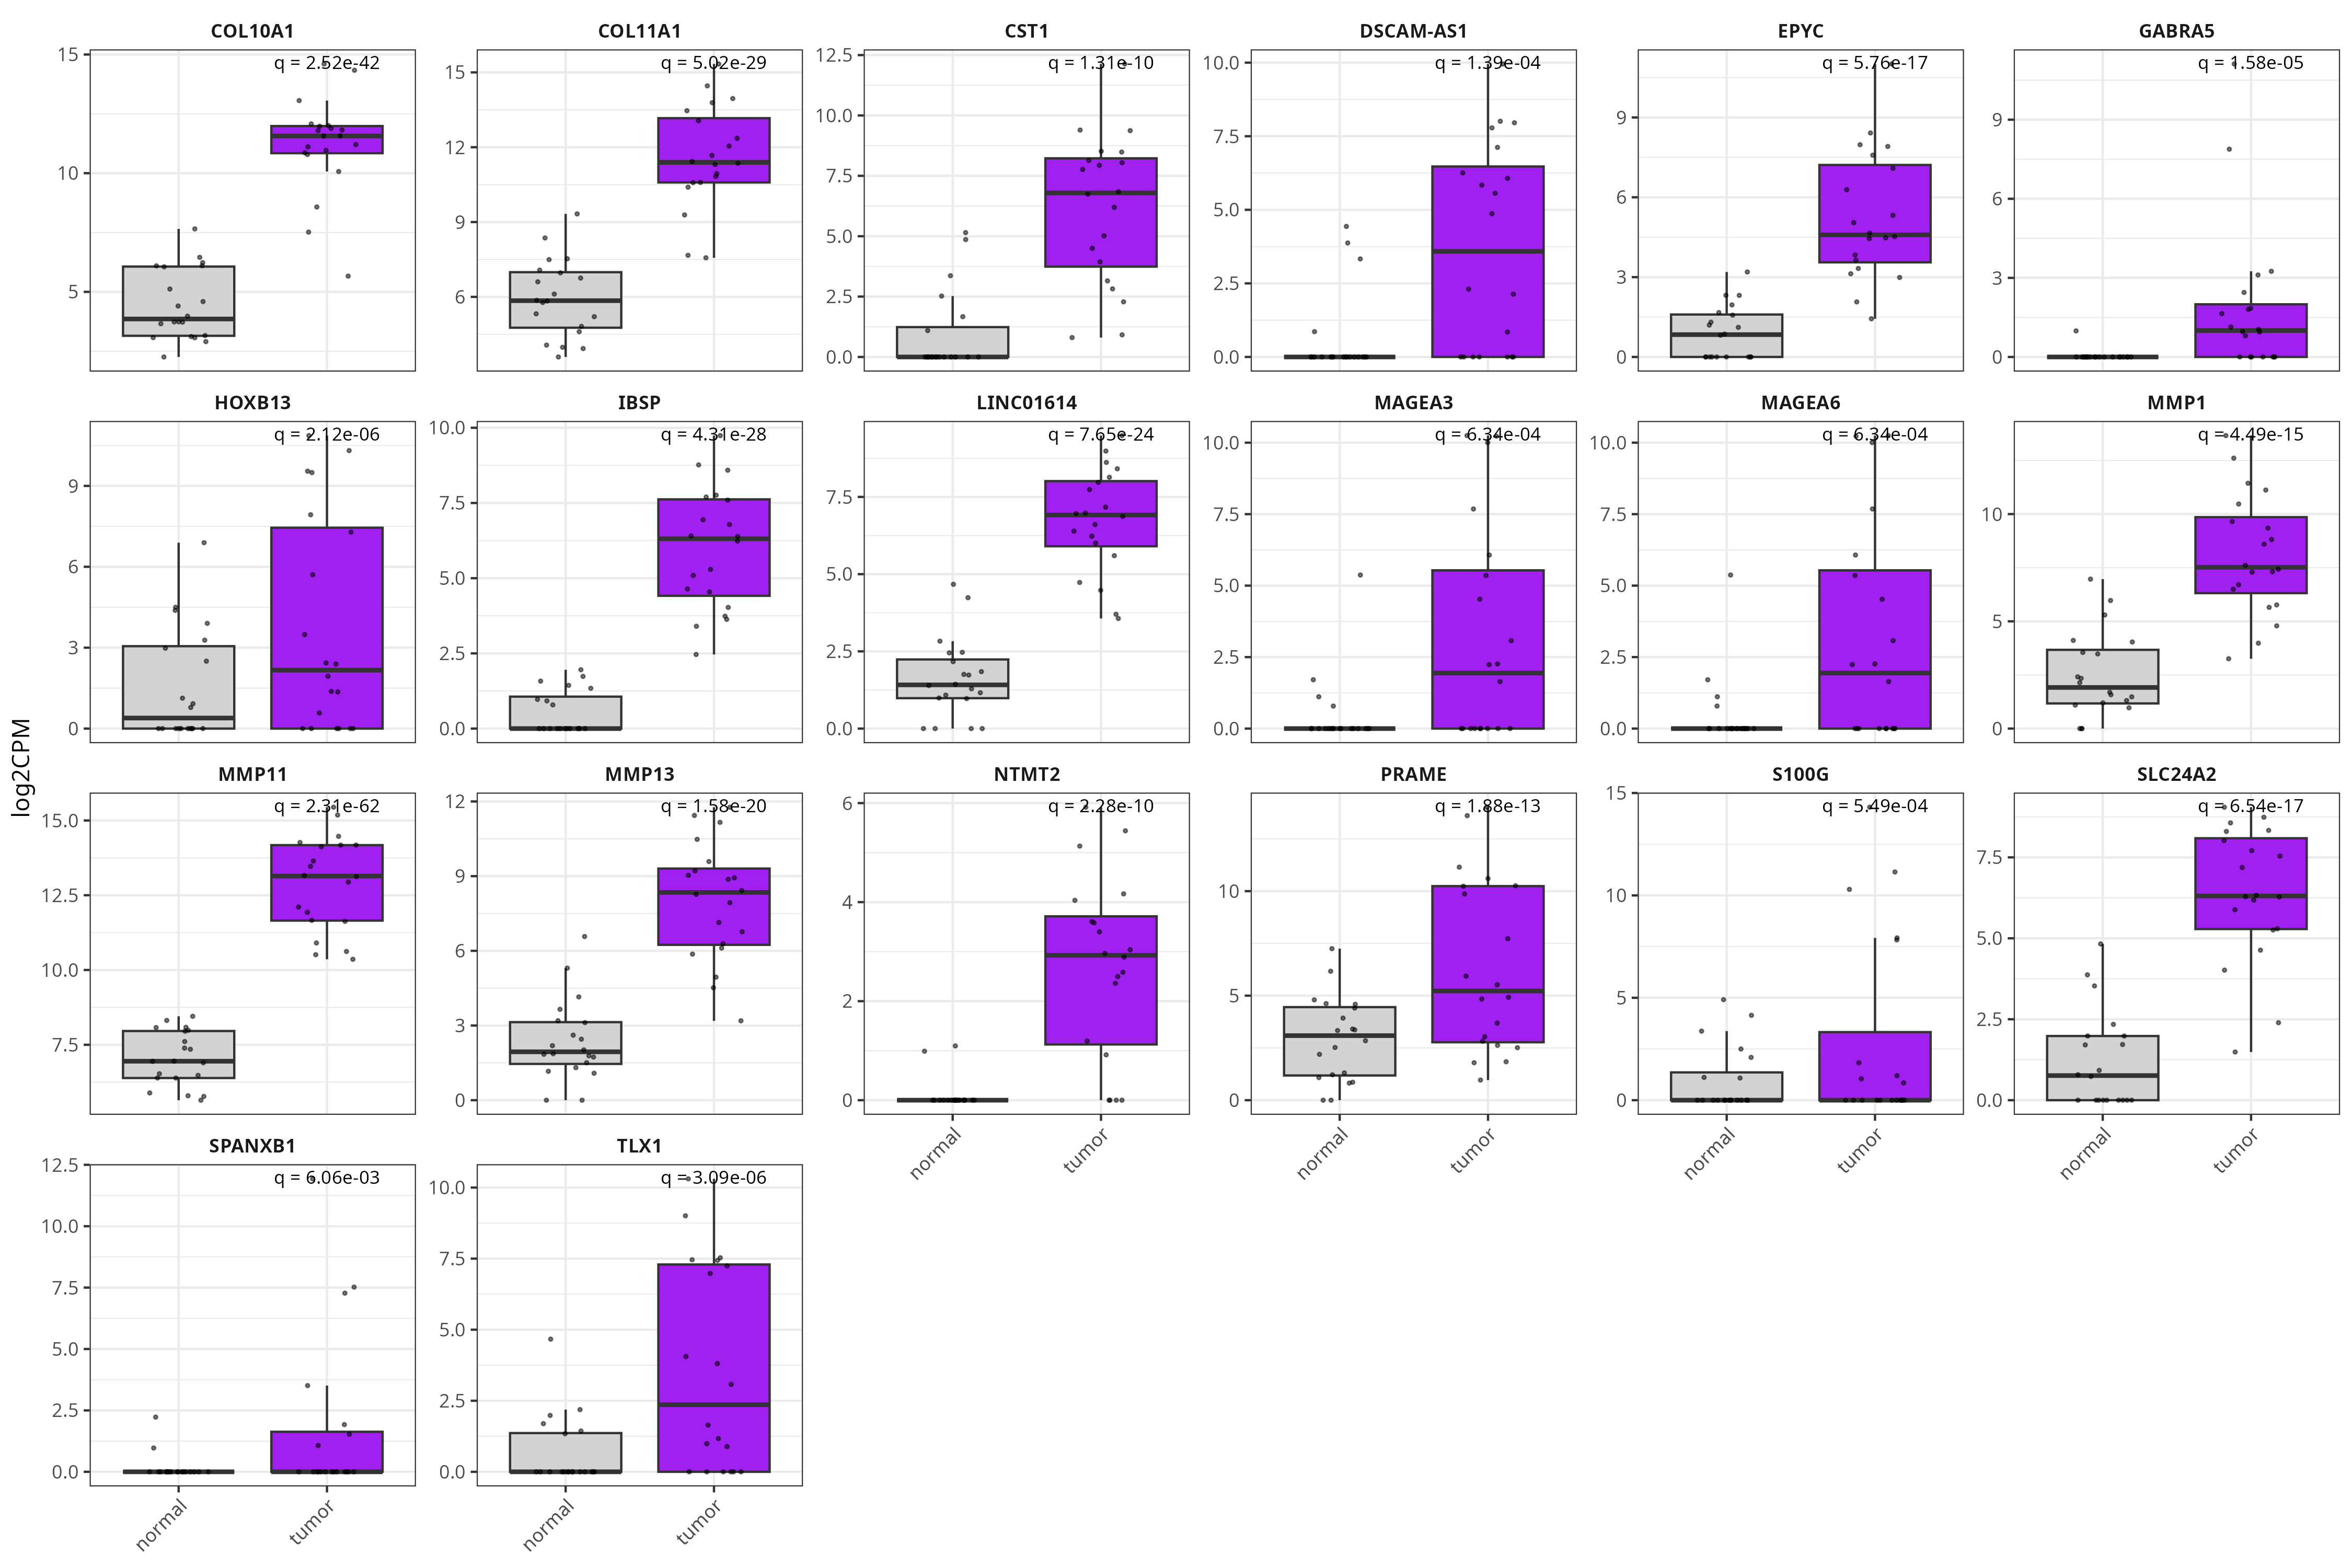 COL10A1 COL11A1 CST1 DSCAM-AS1 EPYC GABRA5
q = 2.52e-42 q = 5.02e-29 q = 1.31e-10 q = 1.39e-04 q = 5.76e-17 q = 1.58e-05
15 10 5
15 12 9 6
12.5 10.0 7.5 5.0 2.5 0.0
10.0 7.5 5.0 2.5 0.0
9 6 3 0
9 6 3 0
HOXB13 IBSP LINC01614 MAGEA3 MAGEA6 MMP1
q = 2.12e-06 q = 4.31e-28 q = 7.65e-24 q = 6.34e-04 q = 6.34e-04 q = 4.49e-15
9 6 3 0
10.0 7.5 5.0 2.5 0.0
7.5 5.0 2.5 0.0
10.0 7.5 5.0 2.5 0.0
10.0 7.5 5.0 2.5 0.0
10 5 0
log2CPM
MMP11 MMP13 NTMT2 PRAME S100G SLC24A2
q = 2.31e-62 q = 1.58e-20 q = 2.28e-10 q = 1.88e-13 q = 5.49e-04 q = 6.54e-17
15.0 12.5 10.0 7.5
12 9 6 3 0
6 4 2 0
10 5 0
15 10 5 0
7.5 5.0 2.5 0.0
normal tumor normal tumor normal tumor normal tumor
SPANXB1 TLX1
q = 6.06e-03 q = 3.09e-06
12.5 10.0 7.5 5.0 2.5 0.0
10.0 7.5 5.0 2.5 0.0
normal tumor normal tumor